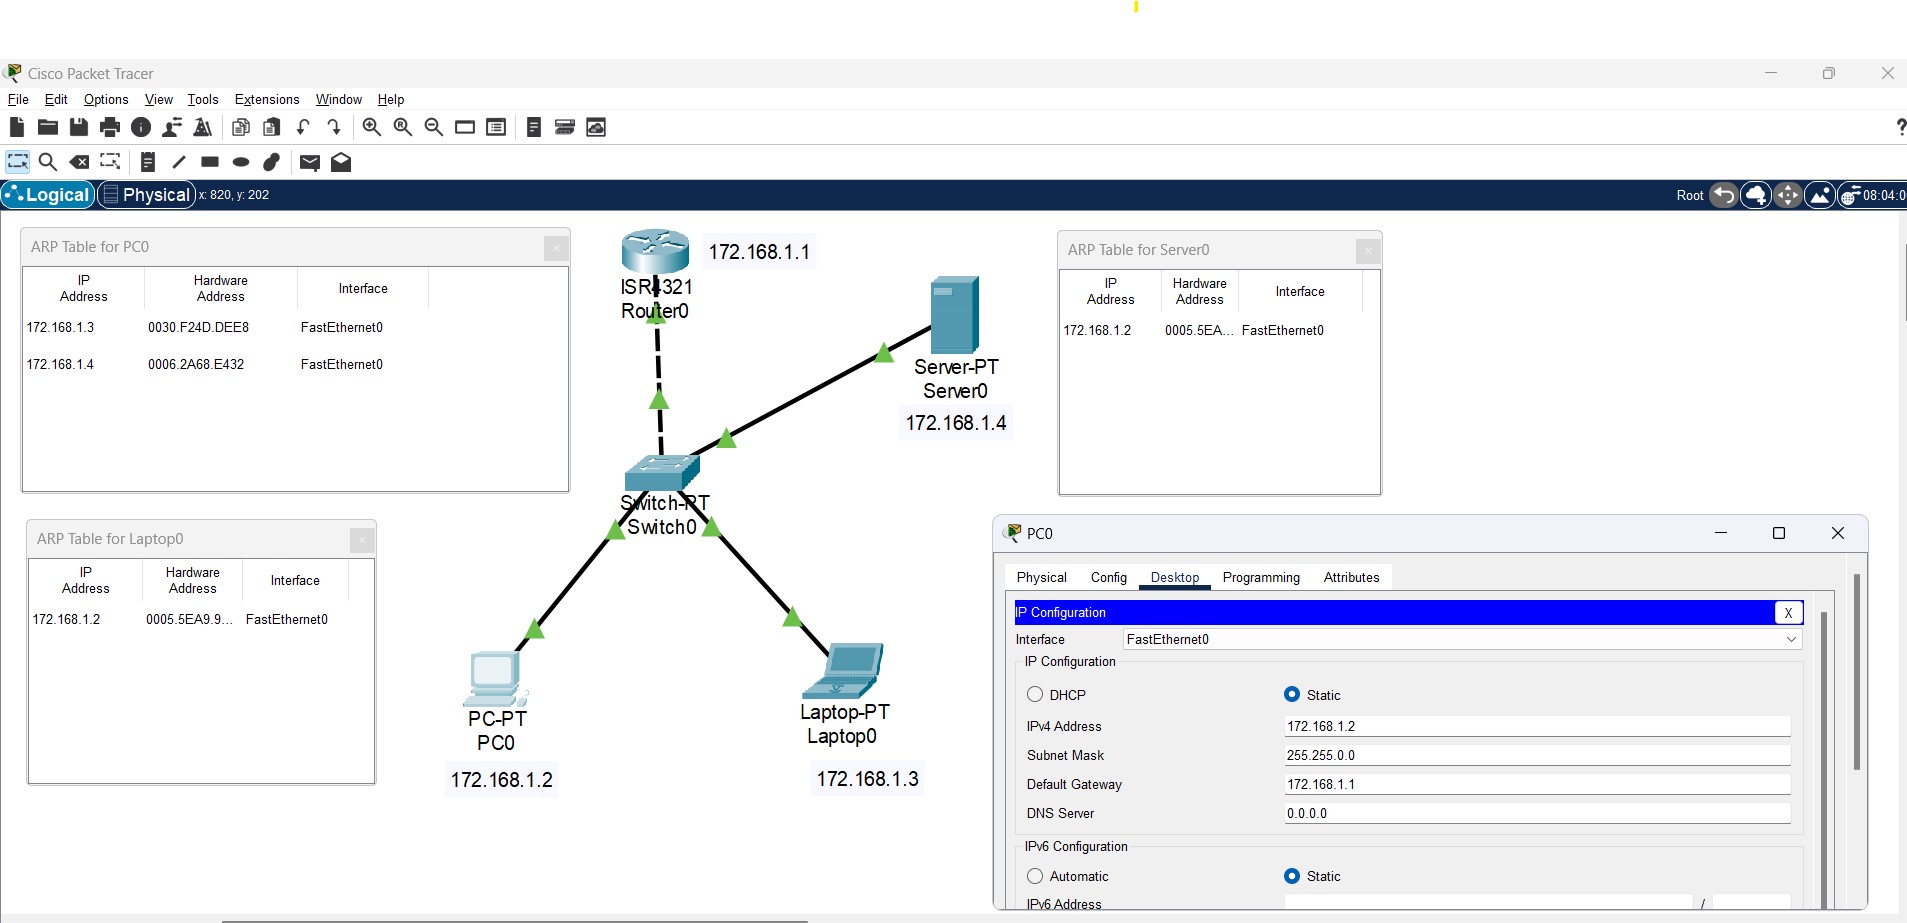 Cisco Packet Tracer
File Edit Options View Tools Extensions Window Help
?
Logical Physical x: 820, y: 202 Root 08:04:0
ARP Table for PC0
IP Address Hardware Address Interface
172.168.1.3 0030.F24D.DEE8 FastEthernet0
172.168.1.4 0006.2A68.E432 FastEthernet0
172.168.1.1
ISR4321
Router0
Server-PT
Server0
172.168.1.4
ARP Table for Server0
IP Address Hardware Address Interface
172.168.1.2 0005.5EA... FastEthernet0
Switch-PT
Switch0
ARP Table for Laptop0
IP Address Hardware Address Interface
172.168.1.2 0005.5EA9.9... FastEthernet0
PC-PT
PC0
172.168.1.2
Laptop-PT
Laptop0
172.168.1.3
PC0
Physical Config Desktop Programming Attributes
IP Configuration X
Interface FastEthernet0
IP Configuration
DHCP Static
IPv4 Address 172.168.1.2
Subnet Mask 255.255.0.0
Default Gateway 172.168.1.1
DNS Server 0.0.0.0
IPv6 Configuration
Automatic Static
IPv6 Address /